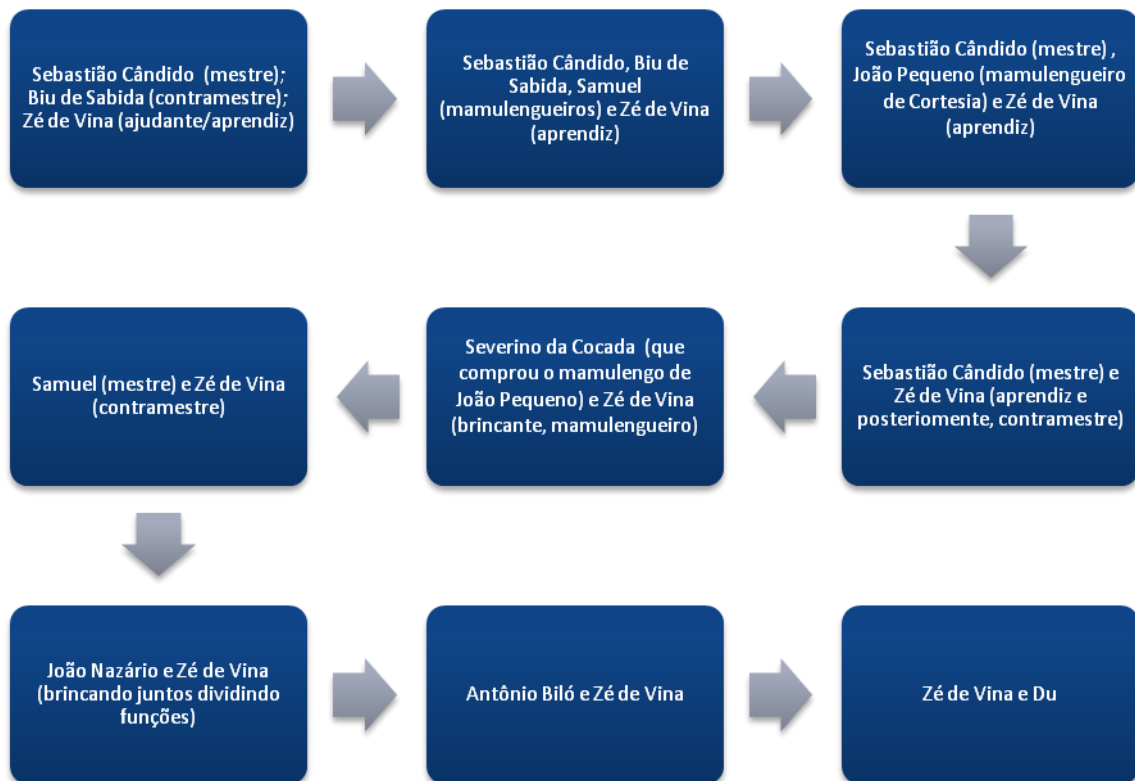 Sebastião Cândido (mestre);
Biu de Sabida (contramestre);
Zé de Vina (ajudante/aprendiz)
Sebastião Cândido, Biu de
Sabida, Samuel
(mamulengueiros) e Zé de Vina
(aprendiz)
Sebastião Cândido (mestre) ,
João Pequeno (mamulengueiro
de Cortesia) e Zé de Vina
(aprendiz)
Sebastião Cândido (mestre) e
Zé de Vina (aprendiz e
posteriomente, contramestre)
Severino da Cocada (que
comprou o mamulengo de
João Pequeno) e Zé de Vina
(brincante, mamulengueiro)
Samuel (mestre) e Zé de Vina
(contramestre)
João Nazário e Zé de Vina
(brincando juntos dividindo
funções)
Antônio Biló e Zé de Vina
Zé de Vina e Du